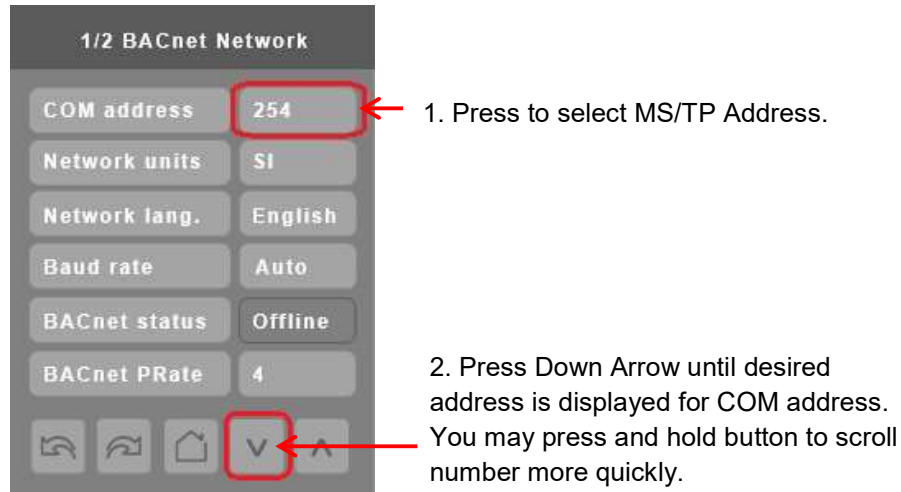 1/2 BACnet Network
COM address 254
1. Press to select MS/TP Address.
Network units SI
Network lang. English
Baud rate Auto
BACnet status Offline
BACnet PRate 4
2. Press Down Arrow until desired
address is displayed for COM address.
You may press and hold button to scroll
number more quickly.